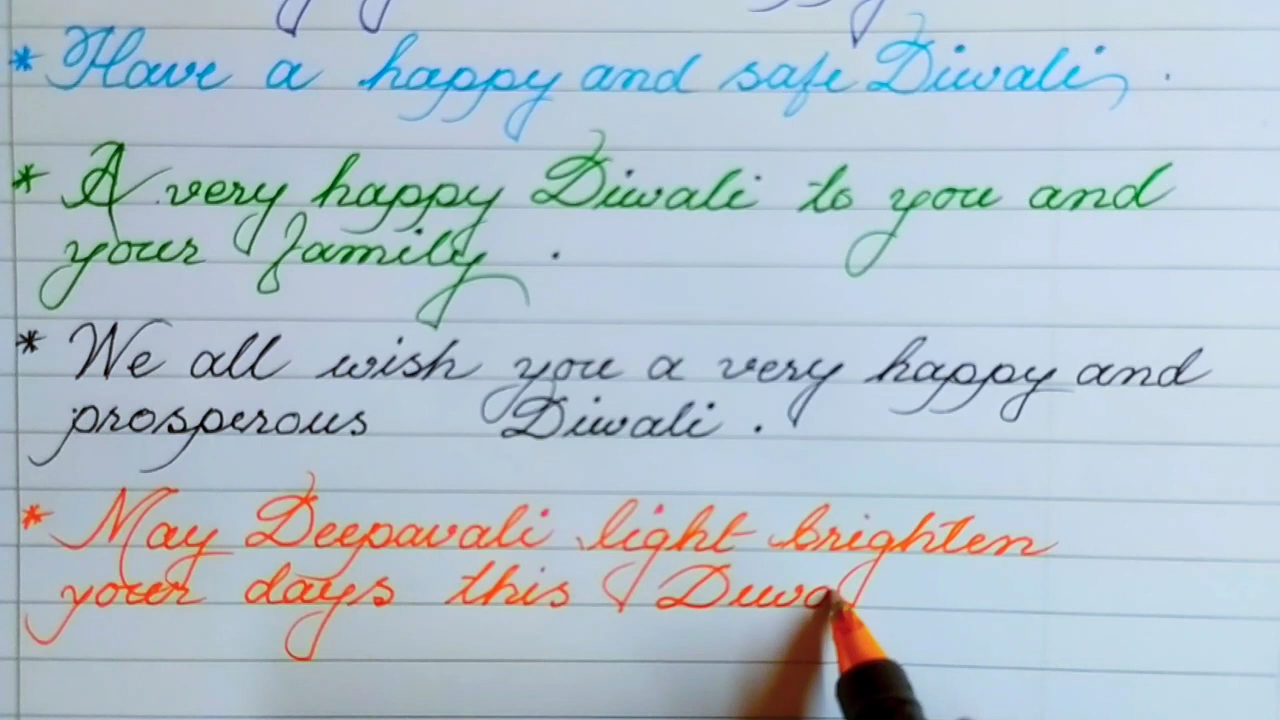 * Have a happy and safe Diwali .
* A very happy Diwali to you and
your family .
* We all wish you a very happy and
prosperous Diwali .
* May Deepavali light brighten
your days this Diwa